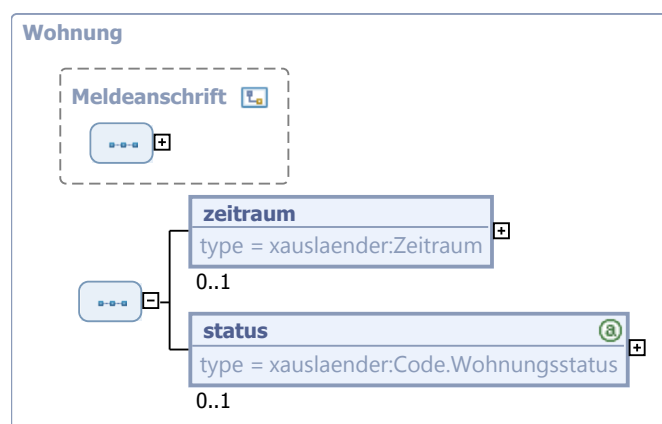 Wohnung
Meldeanschrift
zeitraum
type = xauslaender:Zeitraum
0..1
status
type = xauslaender:Code.Wohnungsstatus
0..1